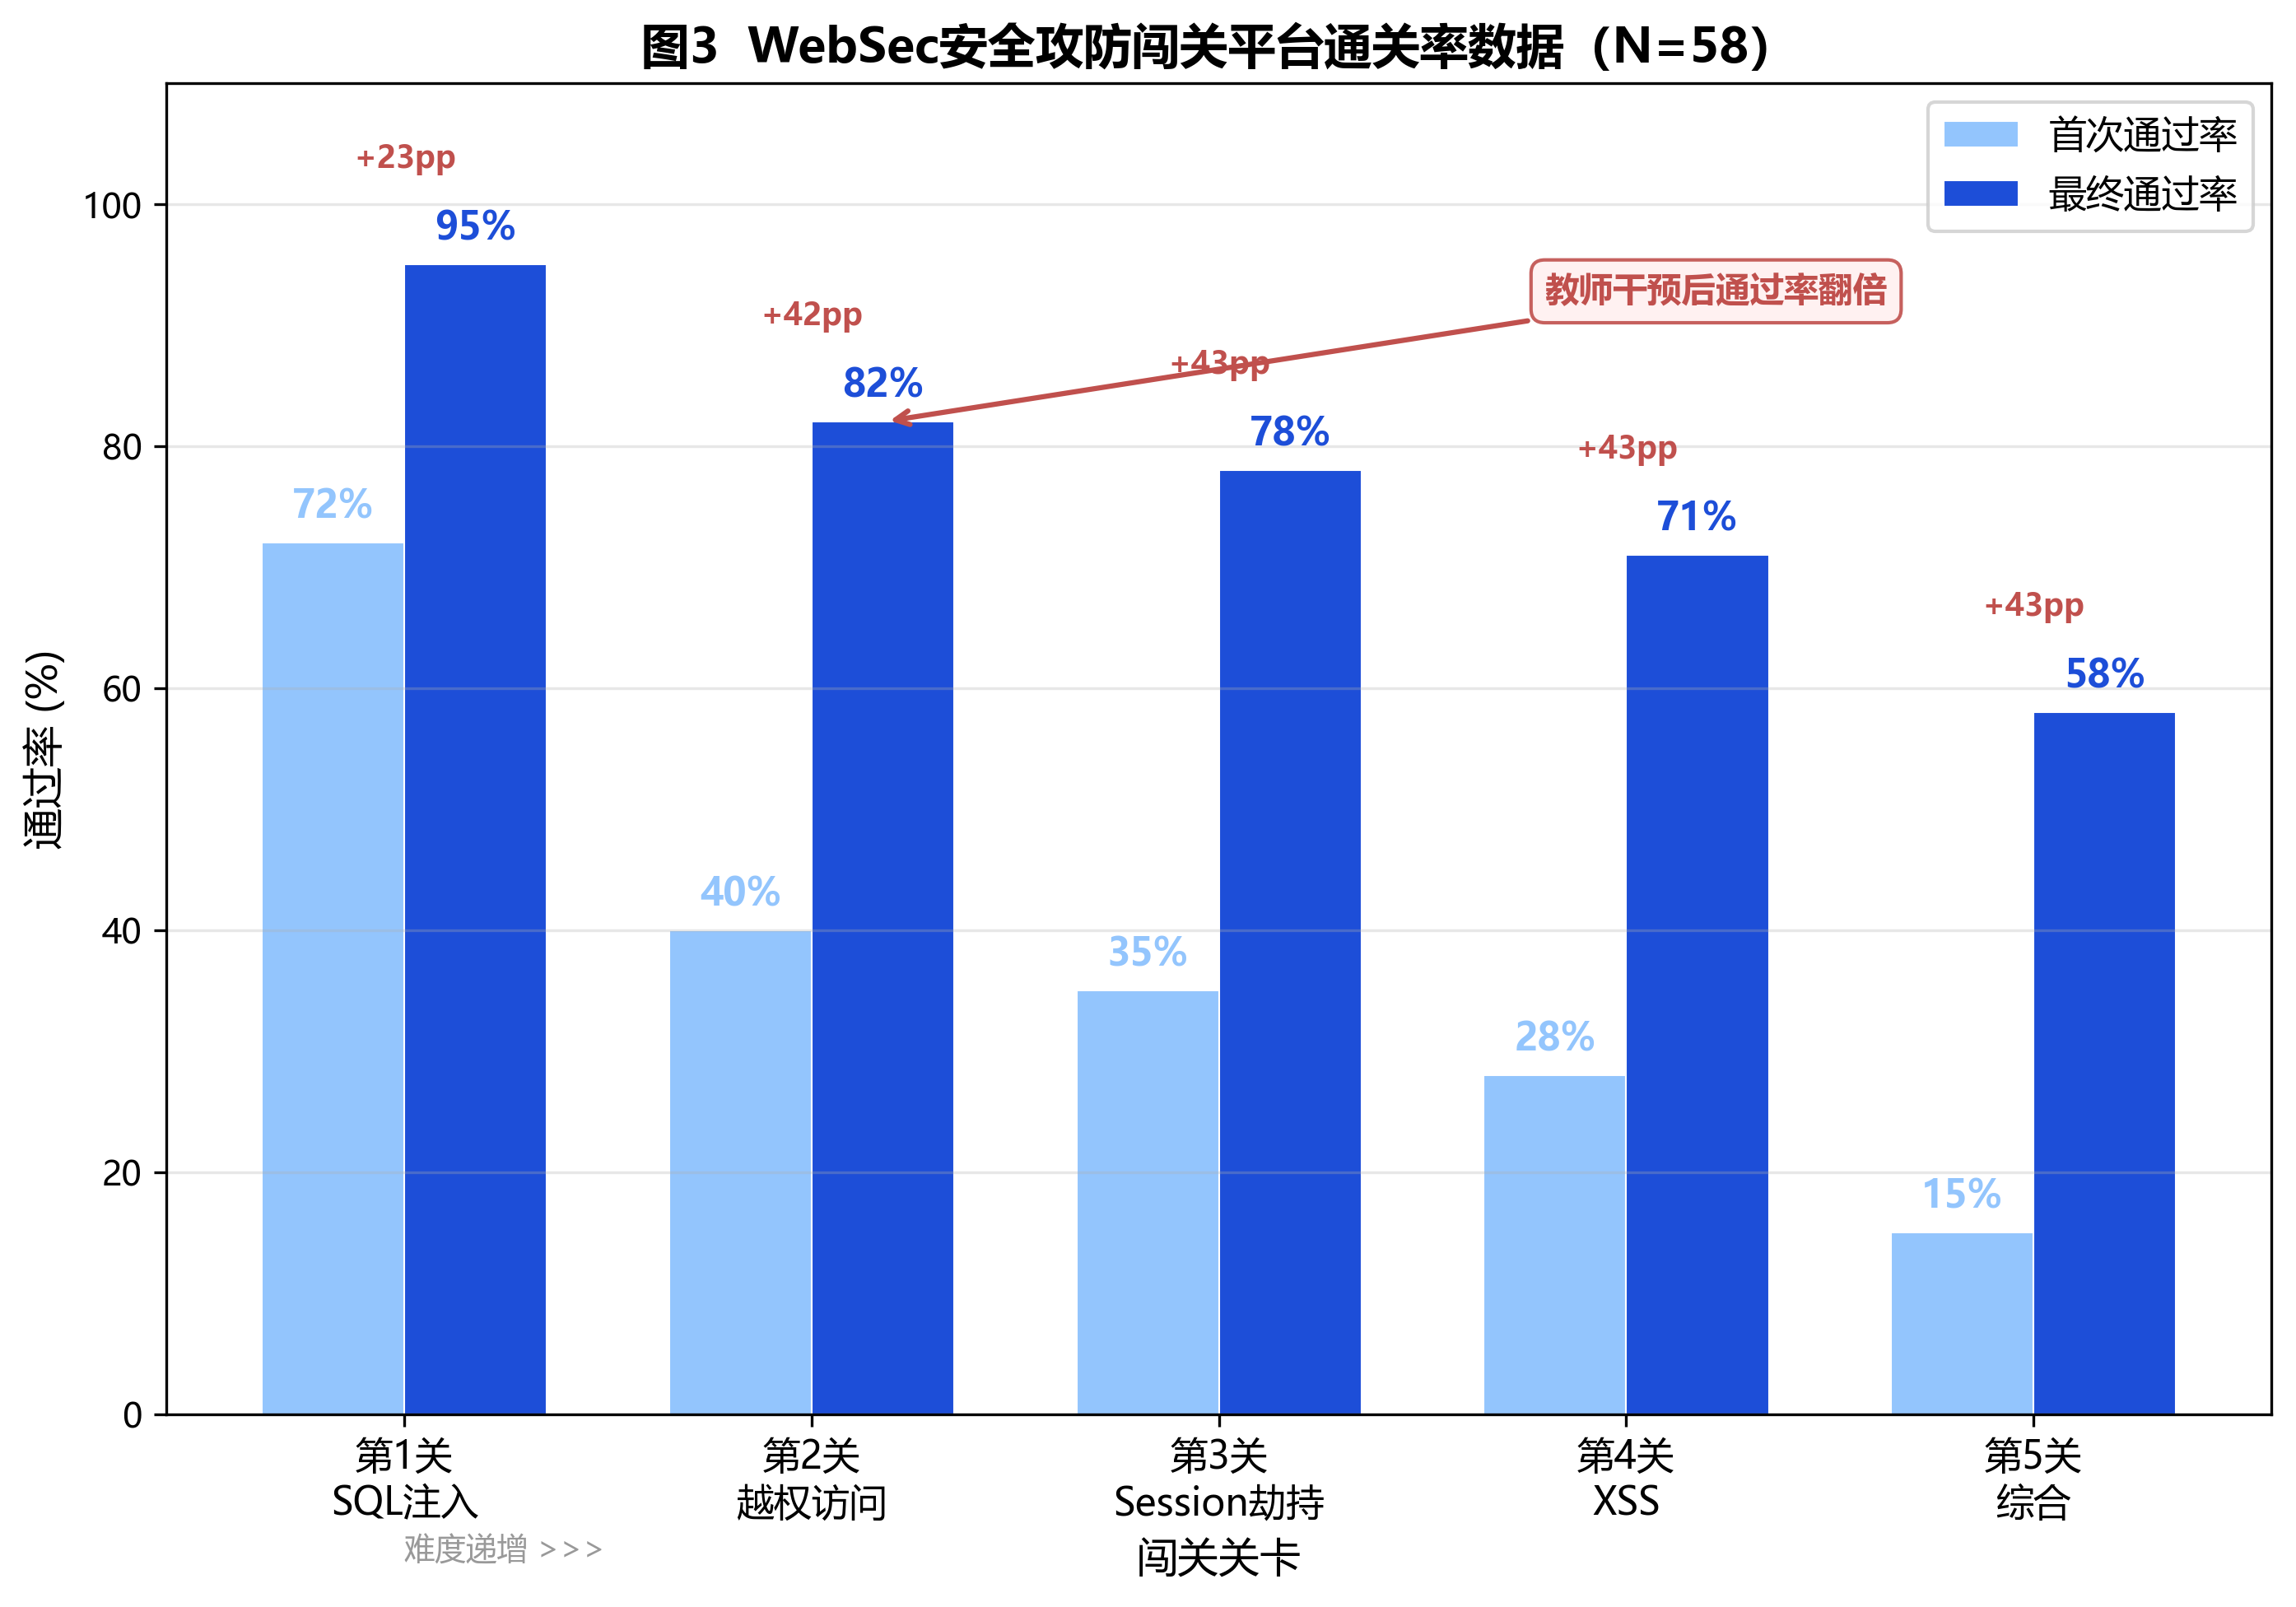 图3  WebSec安全攻防闯关平台通关率数据（N=58）
首次通过率
最终通过率
教师干预后通过率翻倍
+23pp
+42pp
+43pp
+43pp
+43pp
95%
82%
78%
71%
58%
72%
40%
35%
28%
15%
通过率 (%)
100
80
60
40
20
0
第1关
SQL注入
第2关
越权访问
第3关
Session劫持
第4关
XSS
第5关
综合
难度递增 >>>
闯关关卡